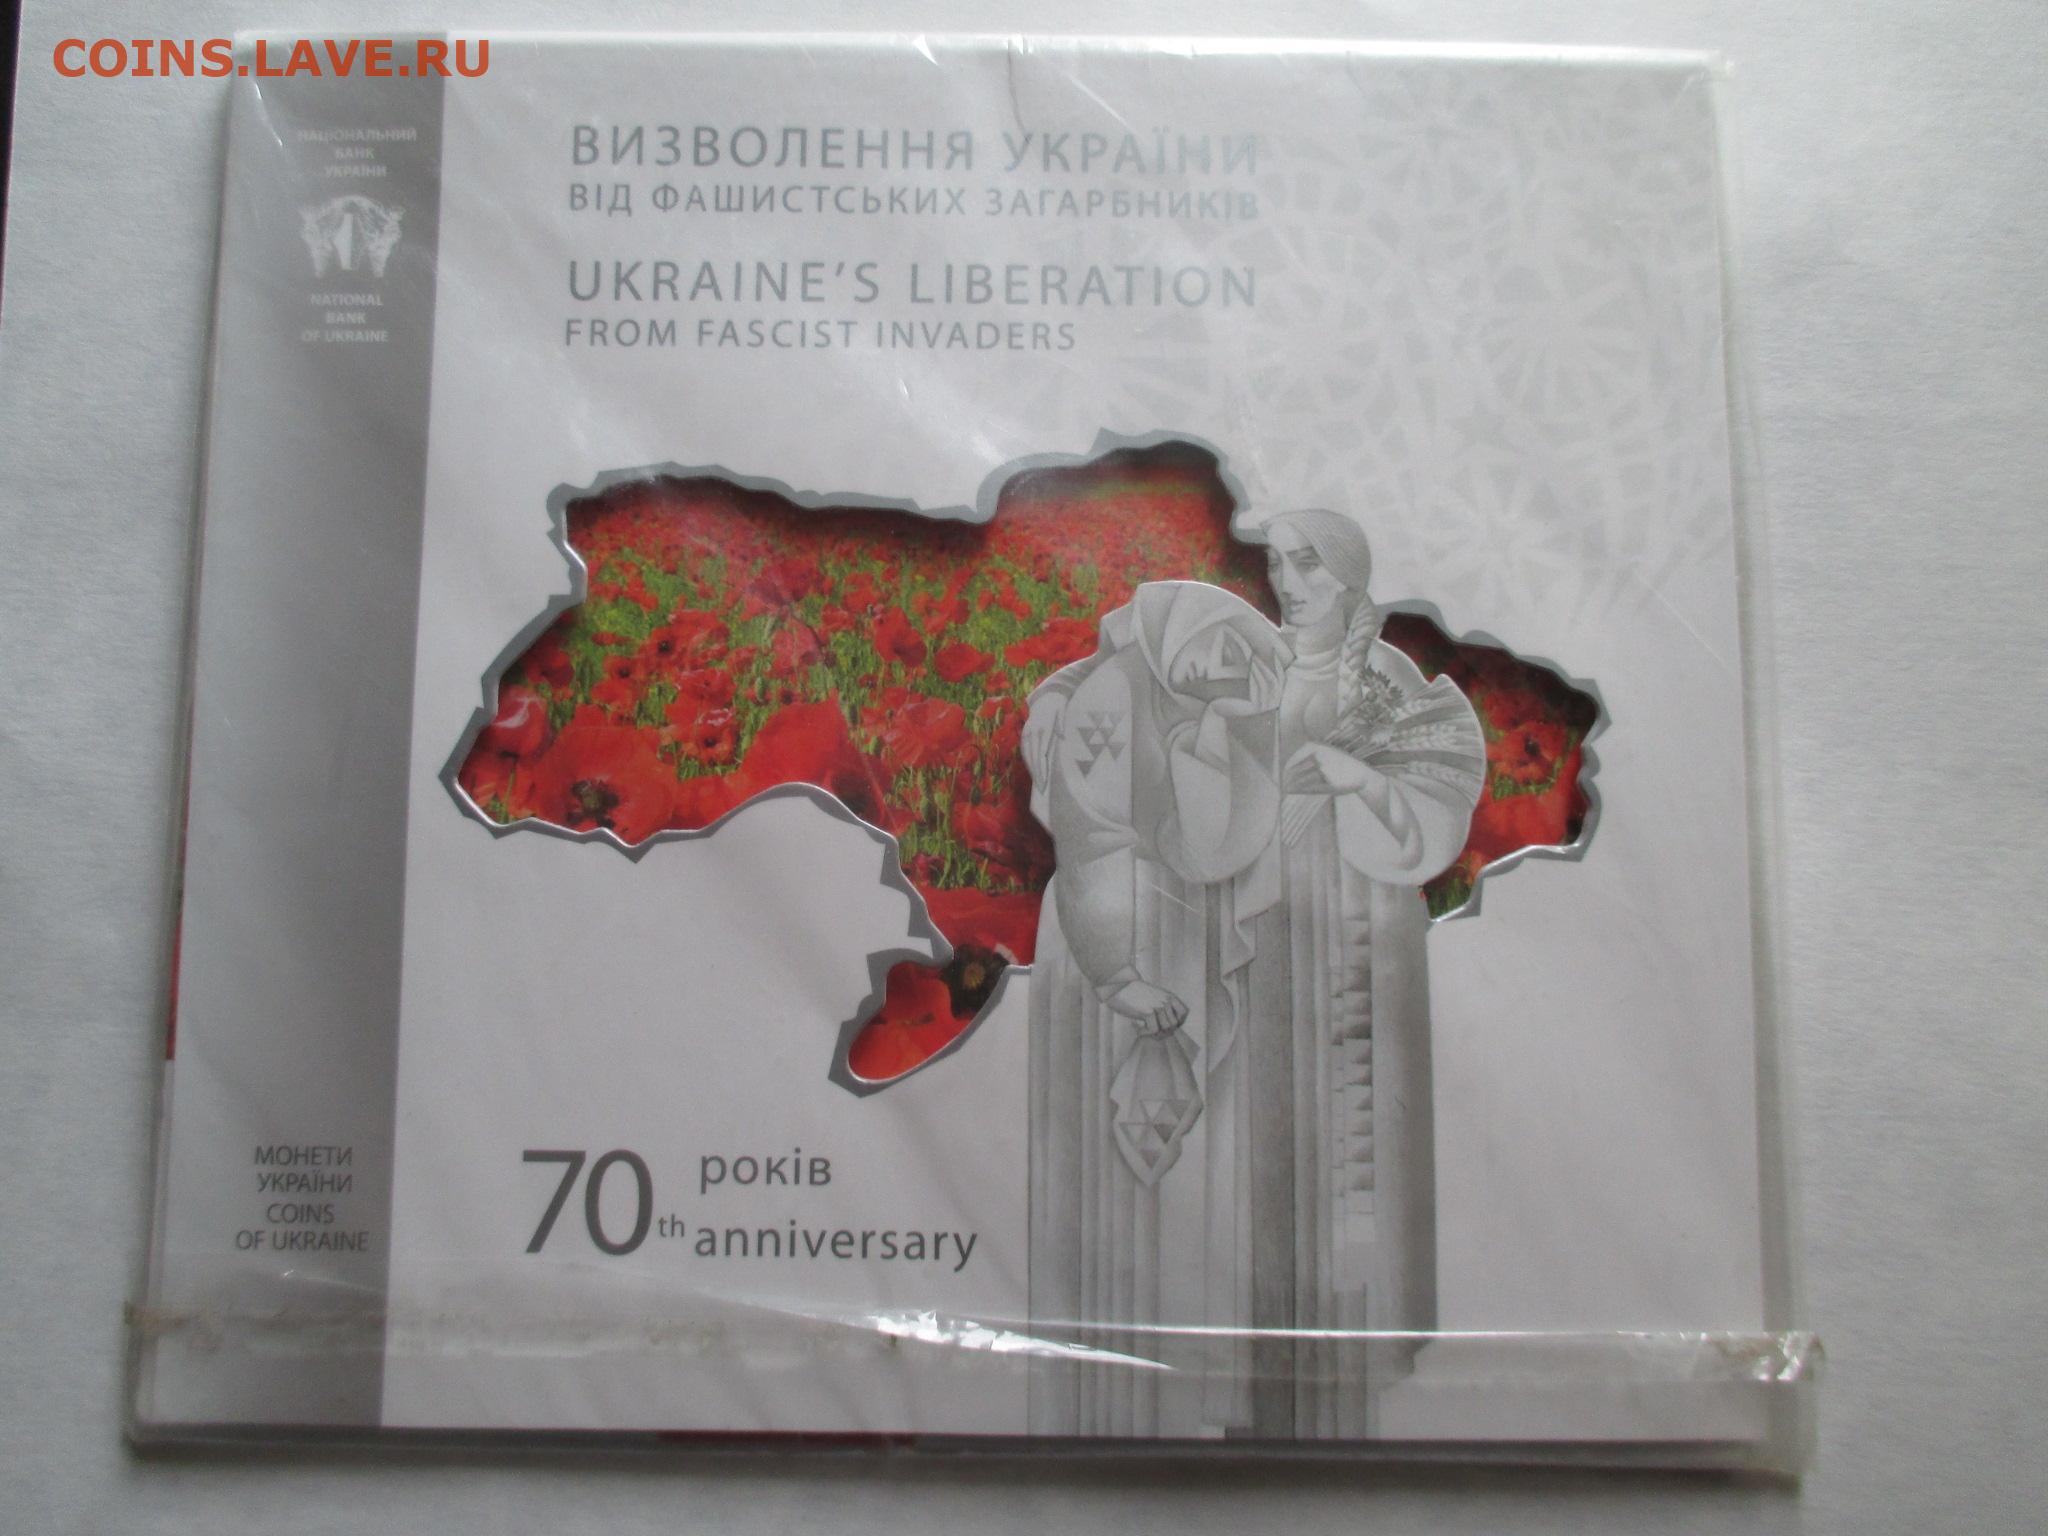 COINS.LAVE.RU
НАЦІОНАЛЬНИЙ
БАНК
УКРАЇНИ
NATIONAL
BANK
OF UKRAINE
ВИЗВОЛЕННЯ УКРАЇНИ
ВІД ФАШИСТСЬКИХ ЗАГАРБНИКІВ
UKRAINE'S LIBERATION
FROM FASCIST INVADERS
70 років
th anniversary
МОНЕТИ
УКРАЇНИ
COINS
OF UKRAINE